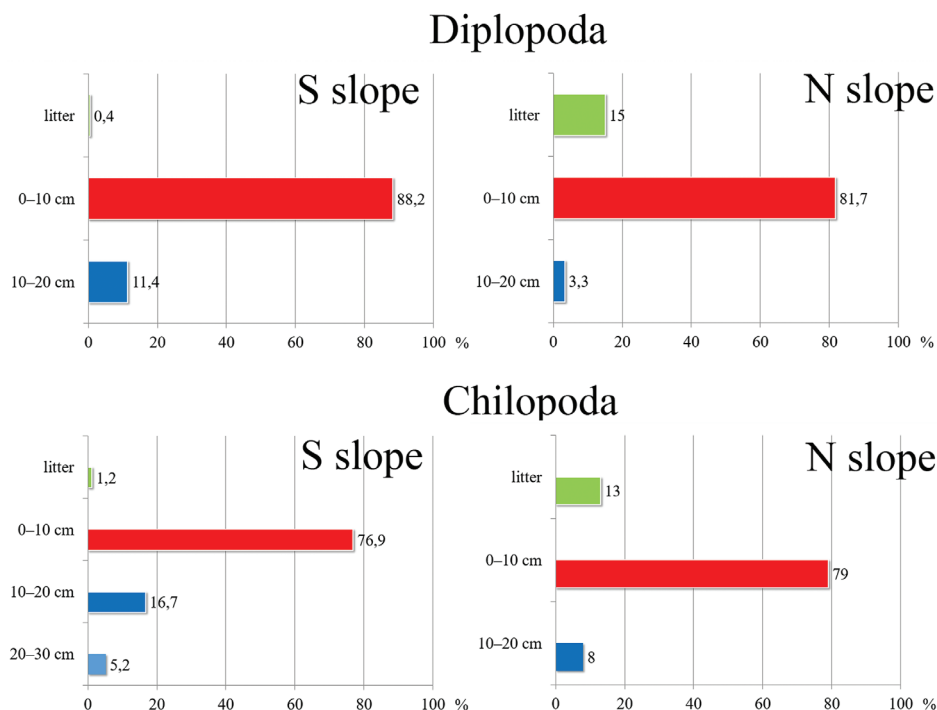 Diplopoda
S slope
litter
0,4
0–10 cm
88,2
10–20 cm
11,4
0 20 40 60 80 100 %
N slope
litter
15
0–10 cm
81,7
10–20 cm
3,3
0 20 40 60 80 100 %
Chilopoda
S slope
litter
1,2
0–10 cm
76,9
10–20 cm
16,7
20–30 cm
5,2
0 20 40 60 80 100 %
N slope
litter
13
0–10 cm
79
10–20 cm
8
0 20 40 60 80 100 %